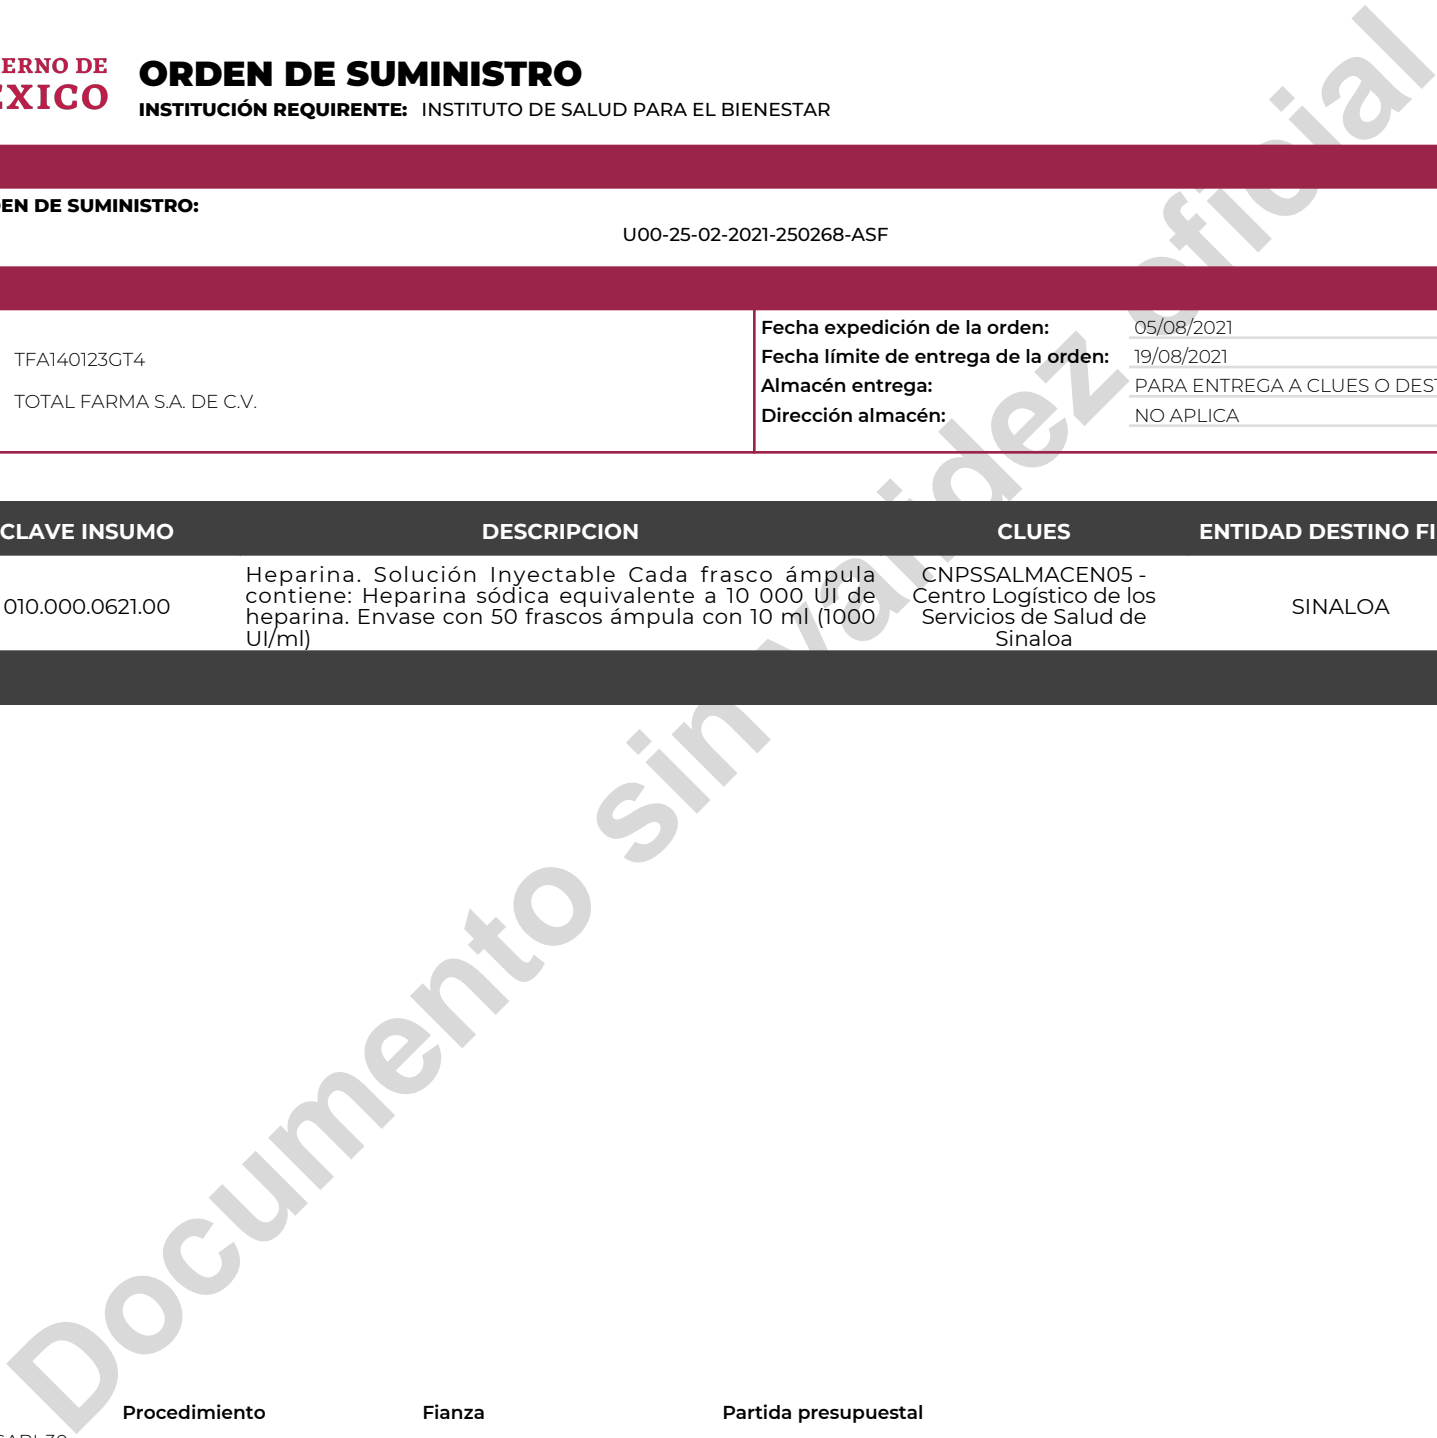 ERNO DE
EXICO
ORDEN DE SUMINISTRO
INSTITUCIÓN REQUIRENTE: INSTITUTO DE SALUD PARA EL BIENESTAR
EN DE SUMINISTRO:
U00-25-02-2021-250268-ASF
TFA140123GT4
TOTAL FARMA S.A. DE C.V.
Fecha expedición de la orden: 05/08/2021
Fecha límite de entrega de la orden: 19/08/2021
Almacén entrega: PARA ENTREGA A CLUES O DEST
Dirección almacén: NO APLICA
CLAVE INSUMO DESCRIPCION CLUES ENTIDAD DESTINO FI
010.000.0621.00
Heparina. Solución Inyectable Cada frasco ámpula
contiene: Heparina sódica equivalente a 10 000 UI de
heparina. Envase con 50 frascos ámpula con 10 ml (1000
UI/ml)
CNPSSALMACEN05 -
Centro Logístico de los
Servicios de Salud de
Sinaloa
SINALOA
Documento sin validez oficial
Procedimiento Fianza Partida presupuestal